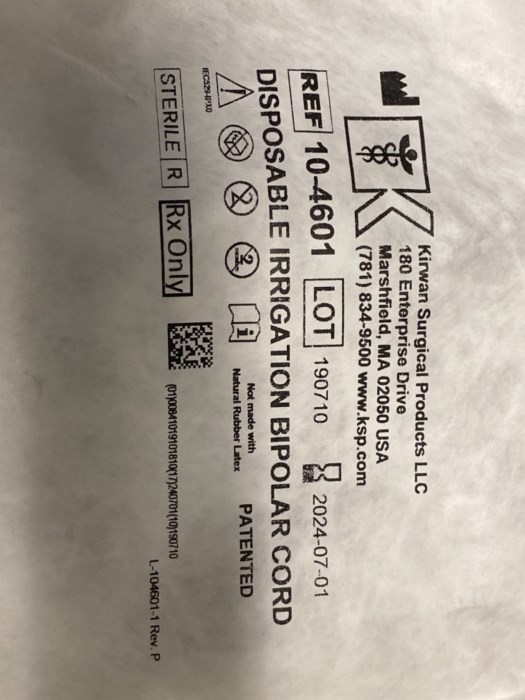 Kirwan Surgical Products LLC
180 Enterprise Drive
Marshfield, MA 02050 USA
(781) 834-9500 www.ksp.com
REF 10-4601 LOT 190710 2024-07-01
DISPOSABLE IRRIGATION BIPOLAR CORD
Not made with
Natural Rubber Latex
PATENTED
IEC529-IPX0
STERILE R Rx Only
L-104601-1 Rev. P